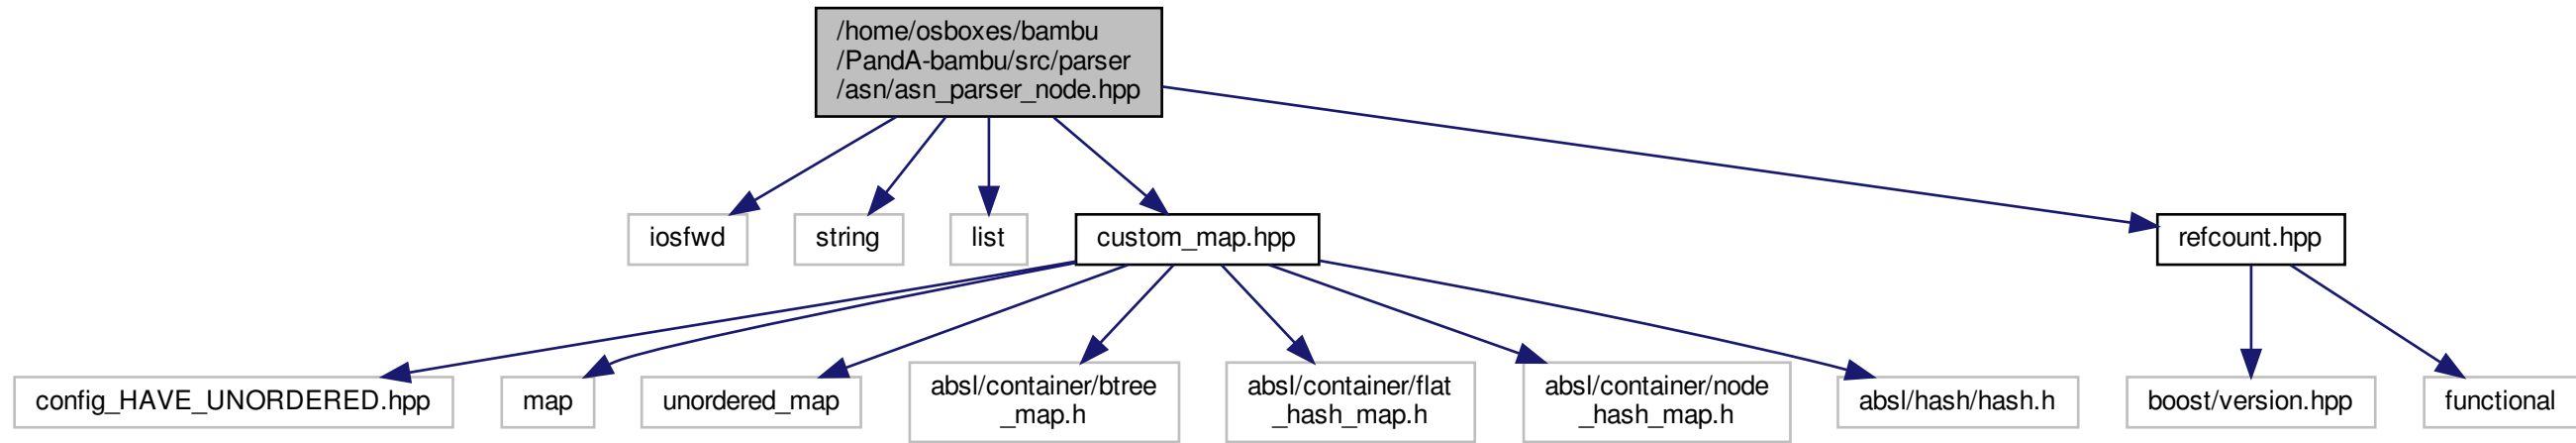 /home/osboxes/bambu
/PandA-bambu/src/parser
/asn/asn_parser_node.hpp
iosfwd
string
list
custom_map.hpp
refcount.hpp
config_HAVE_UNORDERED.hpp
map
unordered_map
absl/container/btree
_map.h
absl/container/flat
_hash_map.h
absl/container/node
_hash_map.h
absl/hash/hash.h
boost/version.hpp
functional